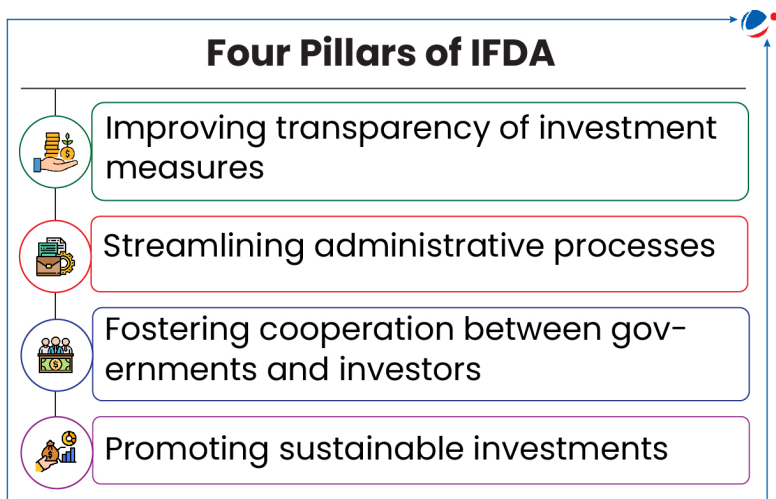 Four Pillars of IFDA
Improving transparency of investment
measures
Streamlining administrative processes
Fostering cooperation between gov-
ernments and investors
Promoting sustainable investments